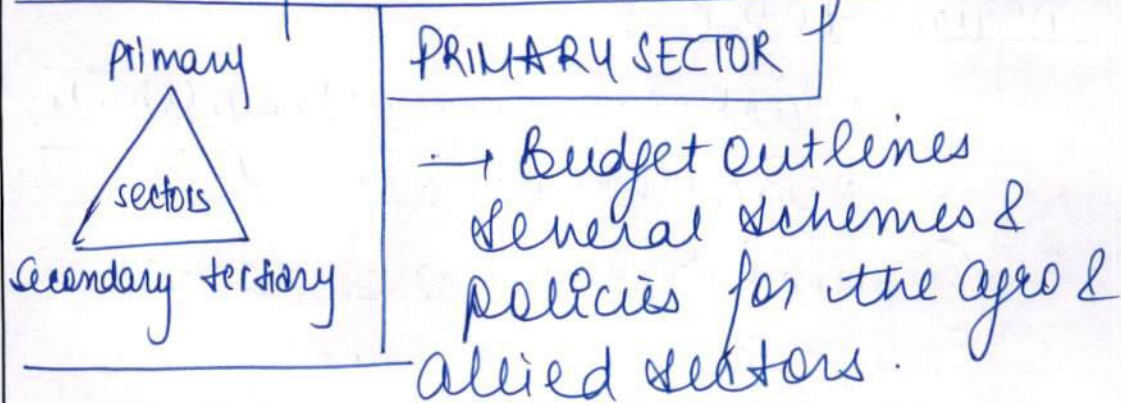 primary
sectors
secondary tertiary
PRIMARY SECTOR
→ Budget outlines
several schemes &
policies for the agro &
allied sectors.